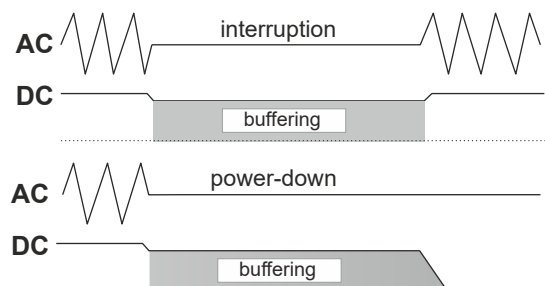 AC
interruption
DC
buffering
AC
power-down
DC
buffering